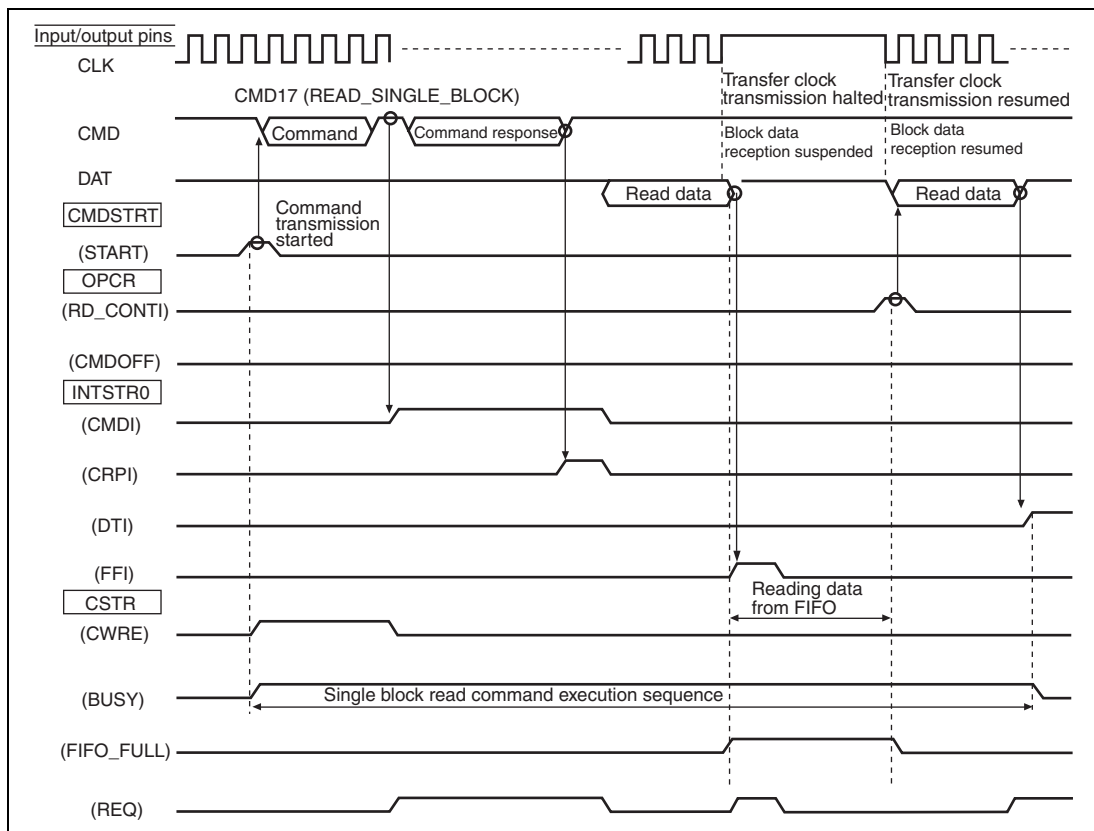 Input/output pins
CLK
Transfer clock
transmission halted
Transfer clock
transmission resumed
CMD17 (READ_SINGLE_BLOCK)
CMD
Command
Command response
Block data
reception suspended
Block data
reception resumed
DAT
Read data
Read data
CMDSTRT
Command
transmission
started
(START)
OPCR
(RD_CONTI)
(CMDOFF)
INTSTR0
(CMDI)
(CRPI)
(DTI)
(FFI)
Reading data
from FIFO
CSTR
(CWRE)
(BUSY)
Single block read command execution sequence
(FIFO_FULL)
(REQ)